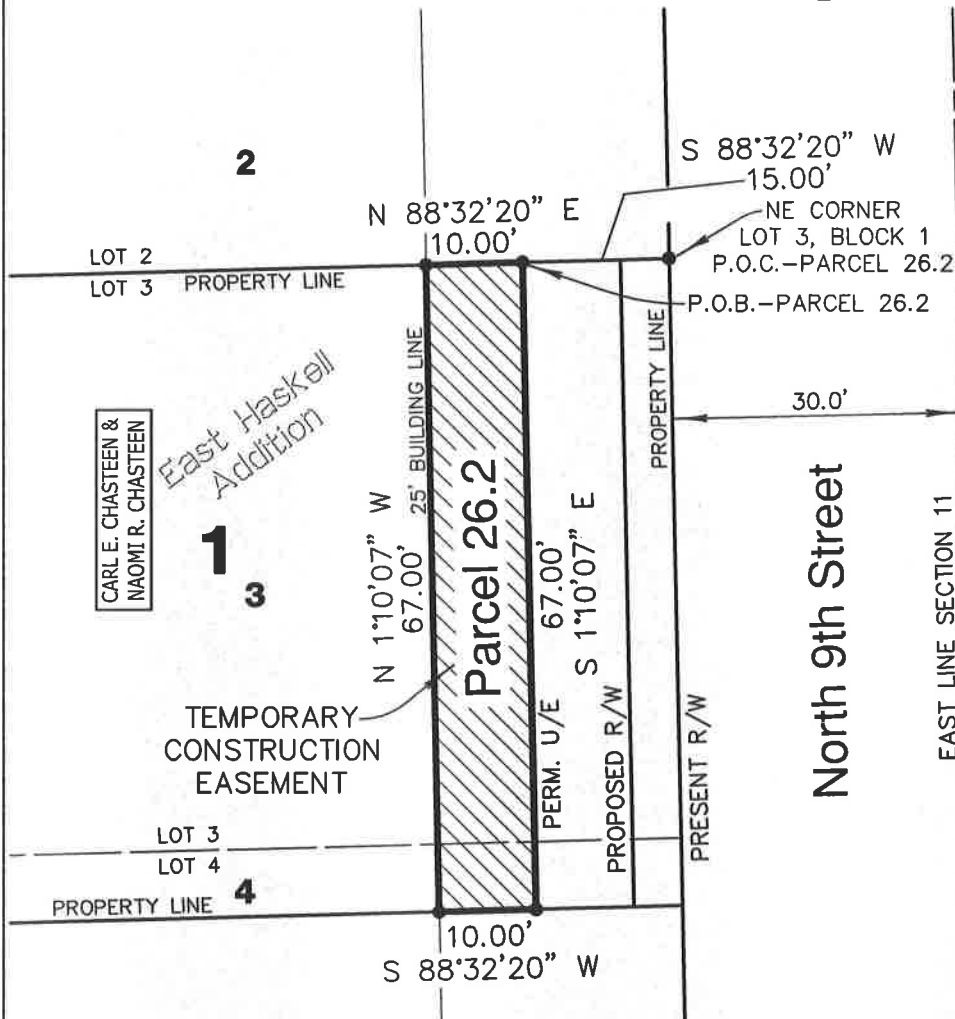 2
S 88°32'20" W
15.00'
N 88°32'20" E
10.00'
NE CORNER
LOT 3, BLOCK 1
P.O.C.-PARCEL 26.2
P.O.B.-PARCEL 26.2
LOT 2
LOT 3
PROPERTY LINE
East Haskell
Addition
CARL E. CHASTEEN &
NAOMI R. CHASTEEN
1
3
25' BUILDING LINE
N 1°10'07" W
67.00'
Parcel 26.2
67.00'
S 1°10'07" E
PERM. U/E
PROPOSED R/W
PROPERTY LINE
PRESENT R/W
30.0'
North 9th Street
EAST LINE SECTION 11
TEMPORARY
CONSTRUCTION
EASEMENT
LOT 3
LOT 4
4
PROPERTY LINE
10.00'
S 88°32'20" W